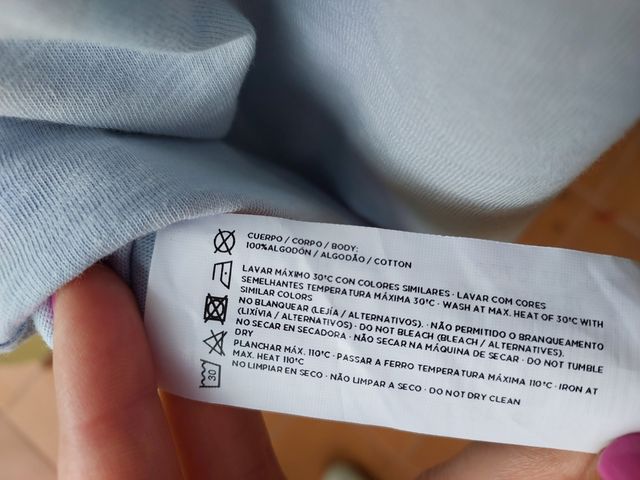 CUERPO / CORPO / BODY:
100%ALGODÓN / ALGODÃO / COTTON
LAVAR MÁXIMO 30°C CON COLORES SIMILARES · LAVAR COM CORES
SEMELHANTES TEMPERATURA MÁXIMA 30°C · WASH AT MAX. HEAT OF 30°C WITH
SIMILAR COLORS
NO BLANQUEAR (LEJÍA / ALTERNATIVOS). · NÃO PERMITIDO O BRANQUEAMENTO
(LIXÍVIA / ALTERNATIVOS) · DO NOT BLEACH (BLEACH / ALTERNATIVES).
NO SECAR EN SECADORA · NÃO SECAR NA MÁQUINA DE SECAR · DO NOT TUMBLE
DRY
PLANCHAR MÁX. 110°C · PASSAR A FERRO TEMPERATURA MÁXIMA 110°C · IRON AT
MAX. HEAT 110°C
NO LIMPIAR EN SECO · NÃO LIMPAR A SECO · DO NOT DRY CLEAN
30